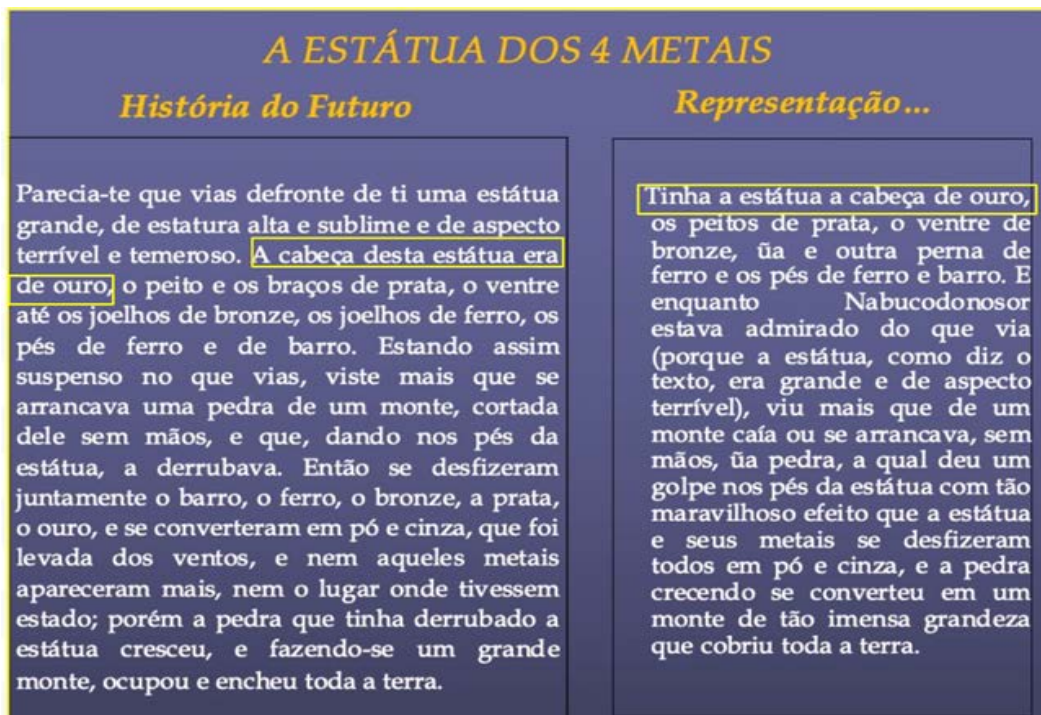 A ESTÁTUA DOS 4 METAIS
História do Futuro
Parecia-te que vias defronte de ti uma estátua
grande, de estatura alta e sublime e de aspecto
terrível e temeroso. A cabeça desta estátua era
de ouro, o peito e os braços de prata, o ventre
até os joelhos de bronze, os joelhos de ferro, os
pés de ferro e de barro. Estando assim
suspenso no que vias, viste mais que se
arrancava uma pedra de um monte, cortada
dele sem mãos, e que, dando nos pés da
estátua, a derrubava. Então se desfizeram
juntamente o barro, o ferro, o bronze, a prata,
o ouro, e se converteram em pó e cinza, que foi
levada dos ventos, e nem aqueles metais
apareceram mais, nem o lugar onde tivessem
estado; porém a pedra que tinha derrubado a
estátua cresceu, e fazendo-se um grande
monte, ocupou e encheu toda a terra.
Representação...
Tinha a estátua a cabeça de ouro,
os peitos de prata, o ventre de
bronze, ũa e outra perna de
ferro e os pés de ferro e barro. E
enquanto Nabucodonosor
estava admirado do que via
(porque a estátua, como diz o
texto, era grande e de aspecto
terrível), viu mais que de um
monte caía ou se arrancava, sem
mãos, ũa pedra, a qual deu um
golpe nos pés da estátua com tão
maravilhoso efeito que a estátua
e seus metais se desfizeram
todos em pó e cinza, e a pedra
crecendo se converteu em um
monte de tão imensa grandeza
que cobriu toda a terra.